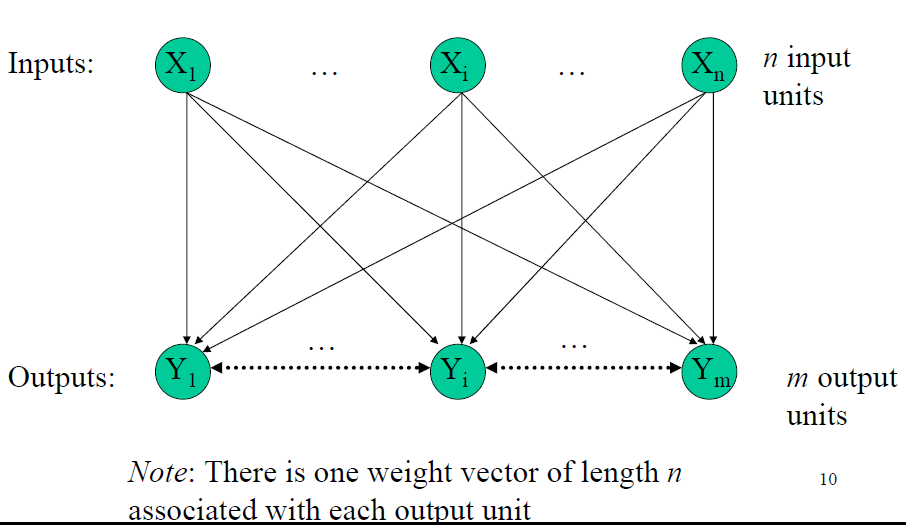 Inputs: X1 … Xi … Xn n input
units
… …
Outputs: Y1 Yi Ym m output
units
Note: There is one weight vector of length n
associated with each output unit
10